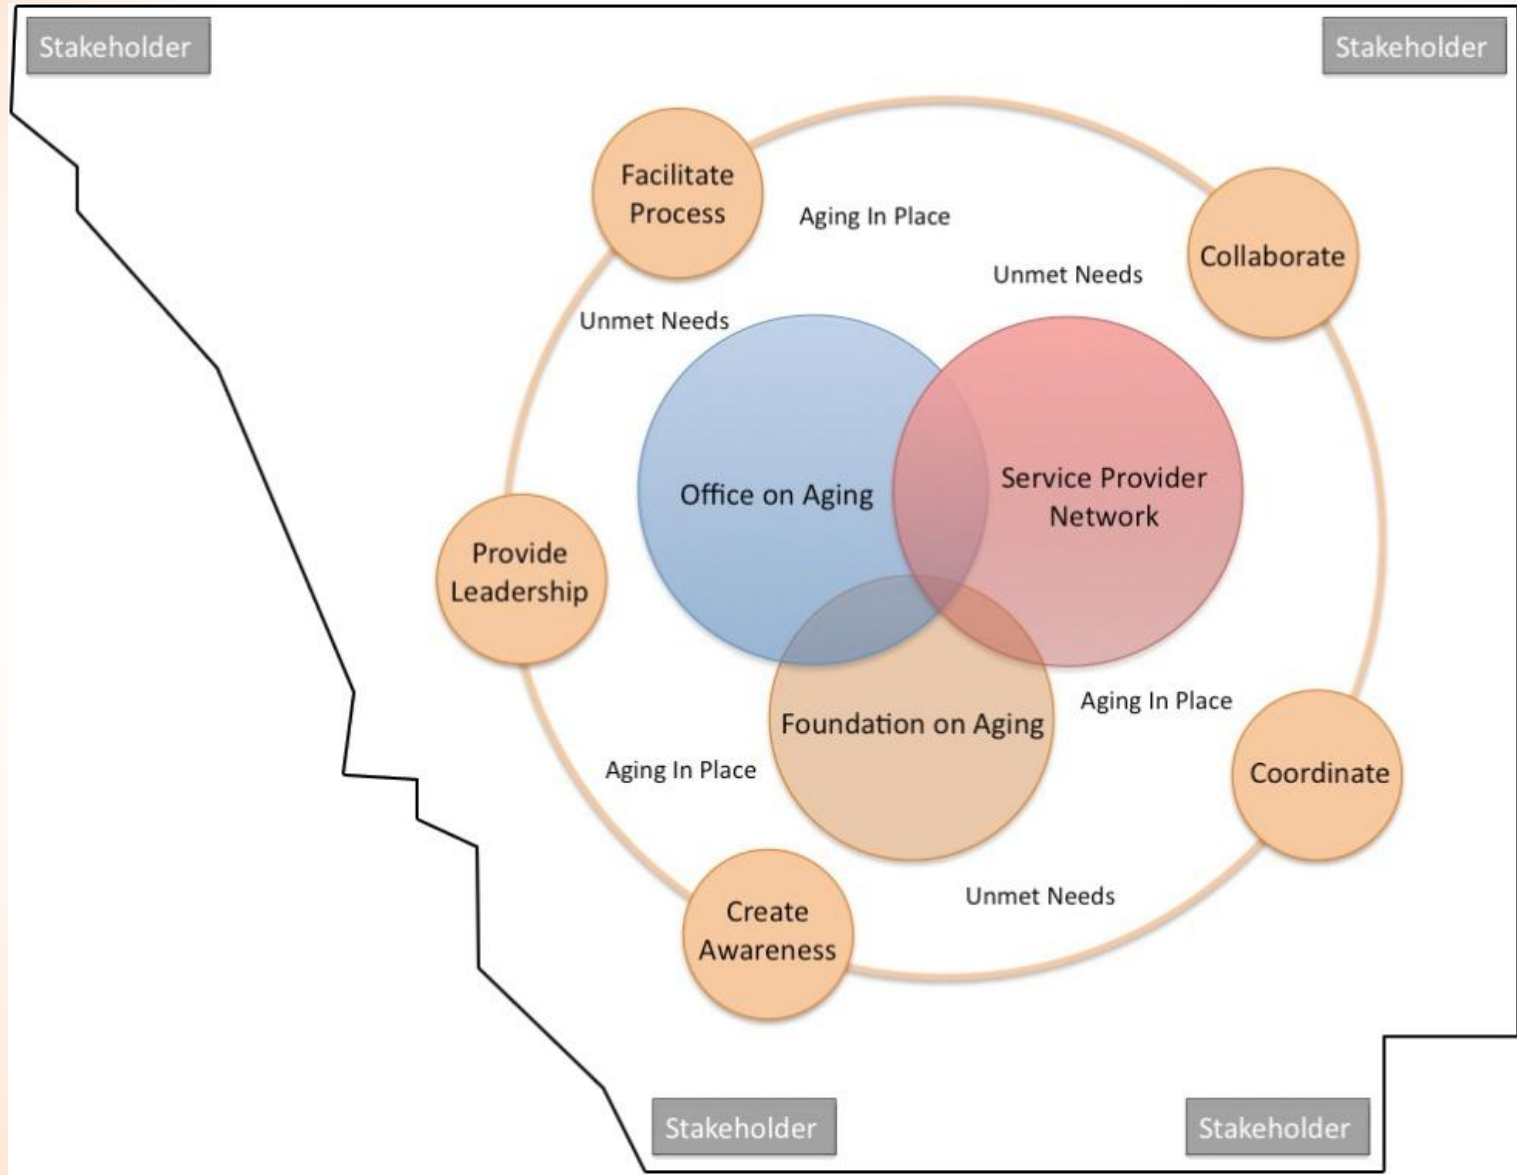 Stakeholder
Stakeholder
Facilitate
Process
Aging In Place
Collaborate
Unmet Needs
Unmet Needs
Office on Aging
Service Provider
Network
Provide
Leadership
Aging In Place
Foundation on Aging
Aging In Place
Coordinate
Unmet Needs
Create
Awareness
Stakeholder
Stakeholder